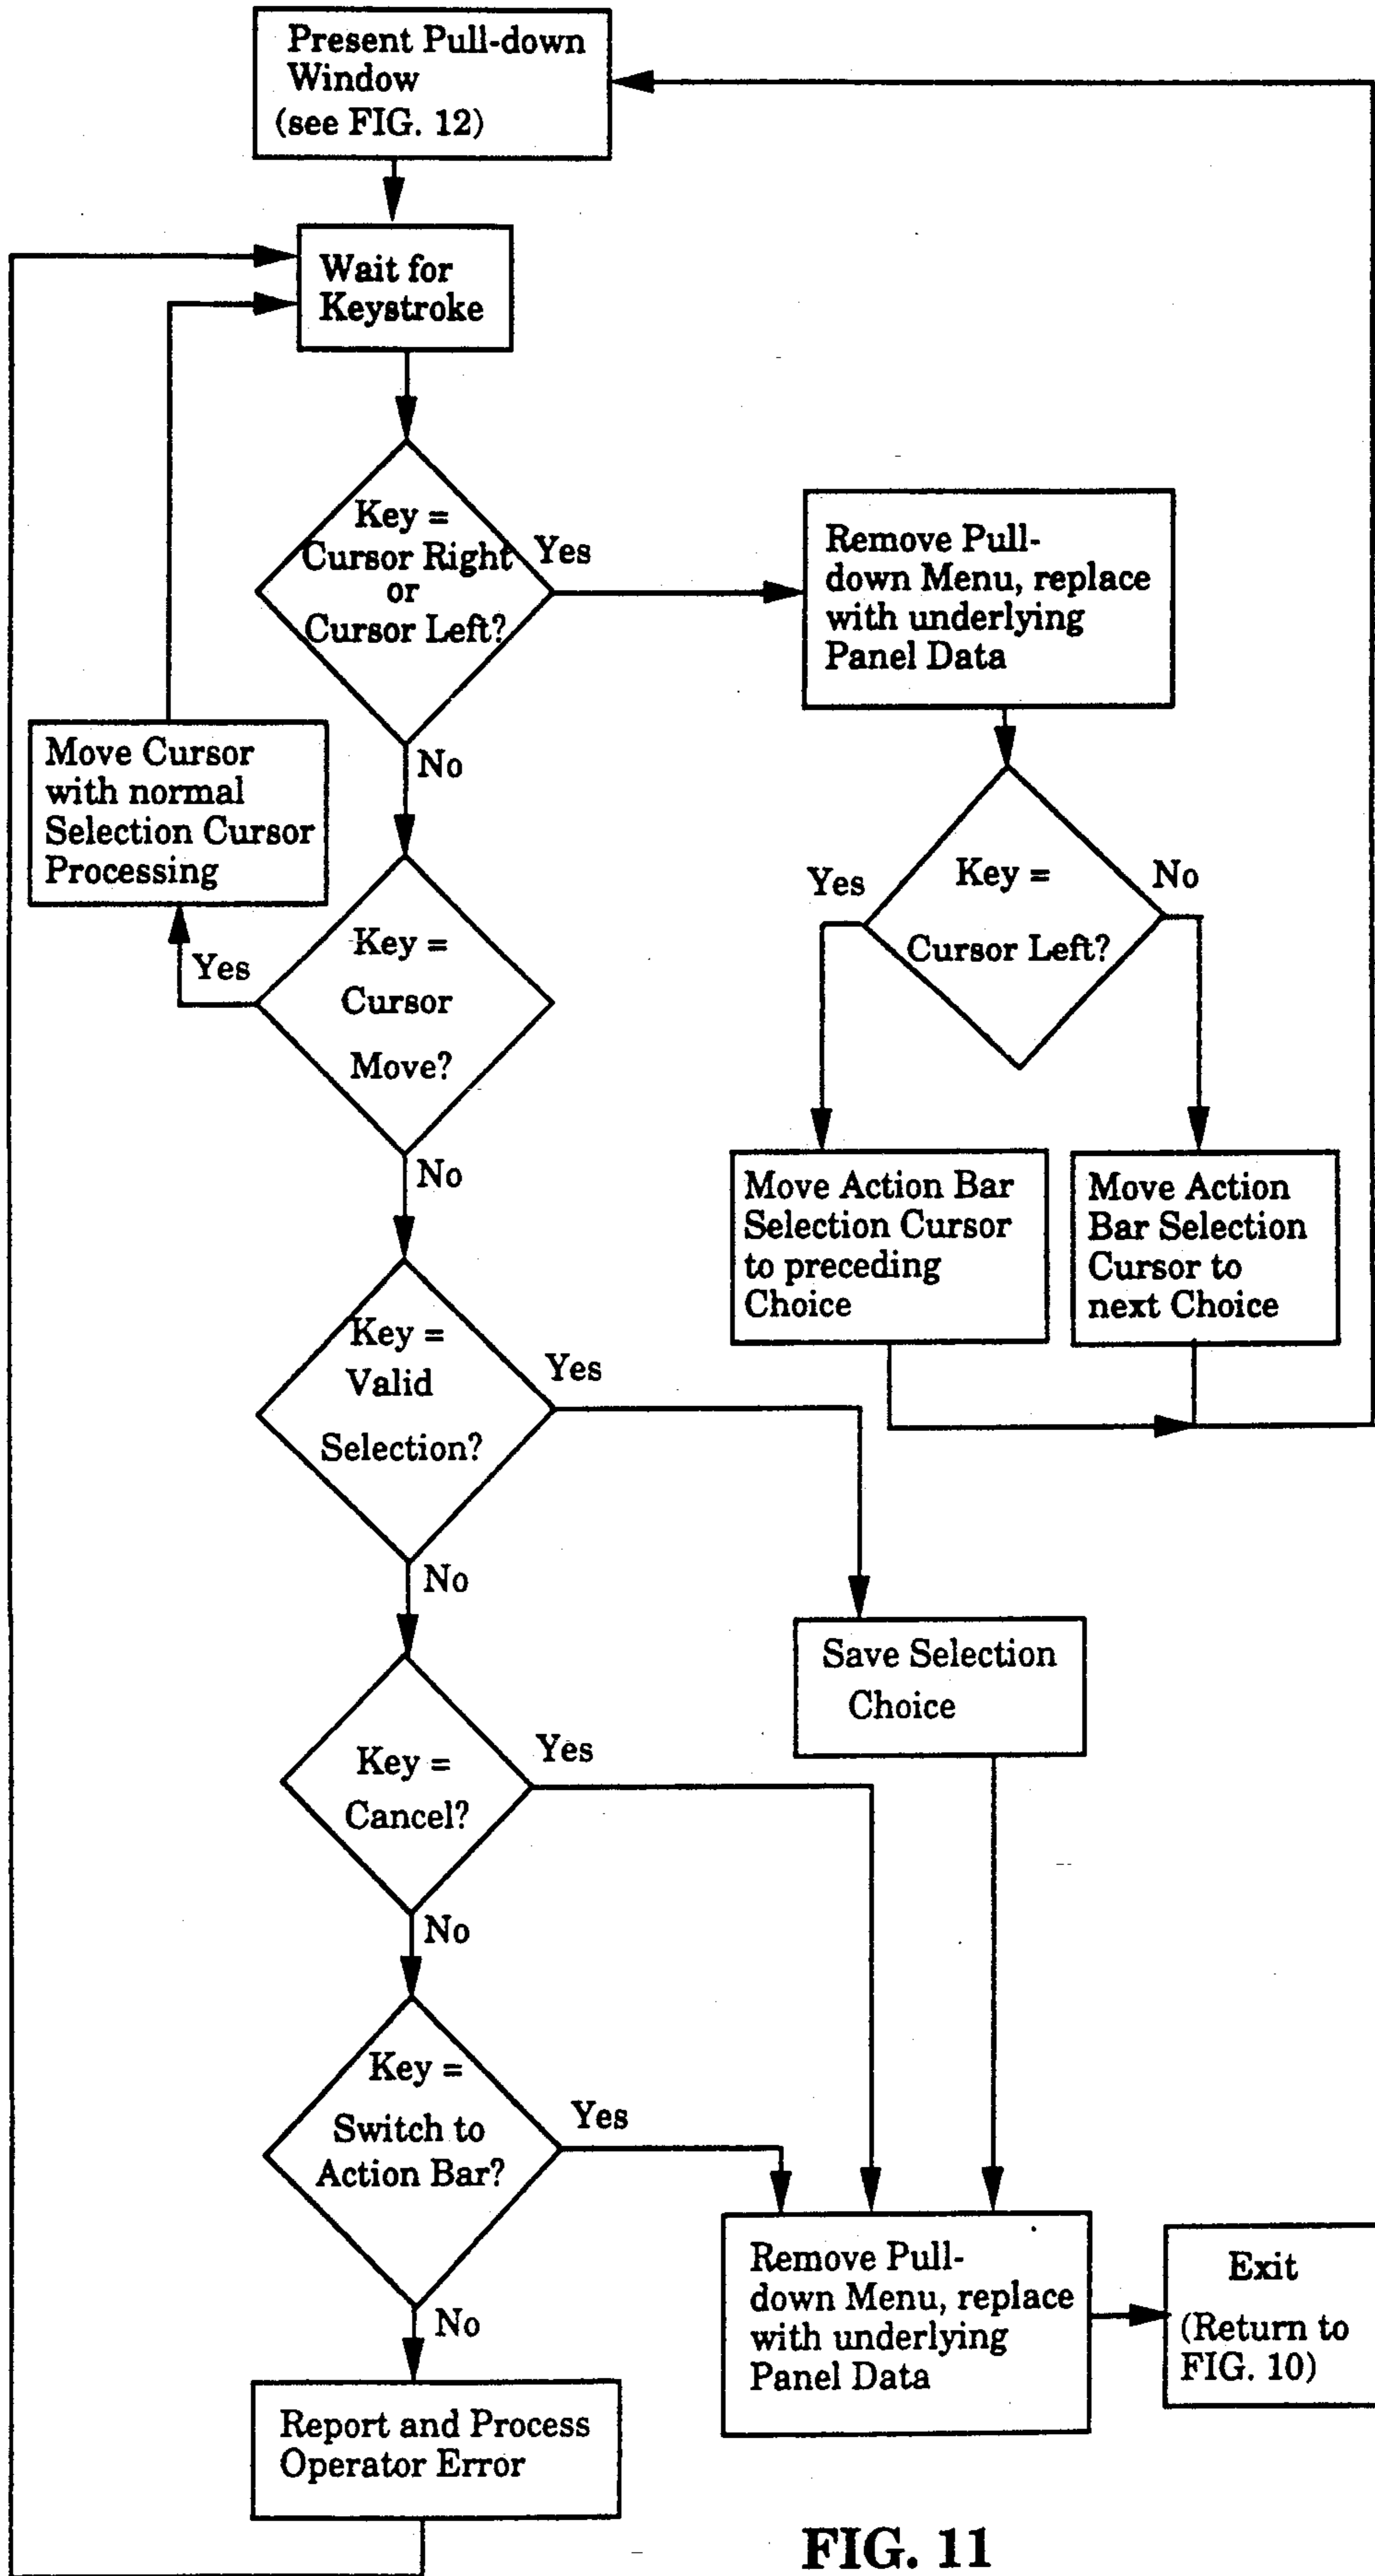 Present Pull-down
Window
(see FIG. 12)
Wait for
Keystroke
Key =
Cursor Right
or
Cursor Left?
Yes
No
Remove Pull-
down Menu, replace
with underlying
Panel Data
Move Cursor
with normal
Selection Cursor
Processing
Yes
Key =
Cursor
Move?
No
Yes
Key =
Cursor Left?
No
Move Action Bar
Selection Cursor
to preceding
Choice
Move Action
Bar Selection
Cursor to
next Choice
Key =
Valid
Selection?
Yes
No
Save Selection
Choice
Key =
Cancel?
Yes
No
Key =
Switch to
Action Bar?
Yes
No
Remove Pull-
down Menu, replace
with underlying
Panel Data
Exit
(Return to
FIG. 10)
Report and Process
Operator Error
FIG. 11